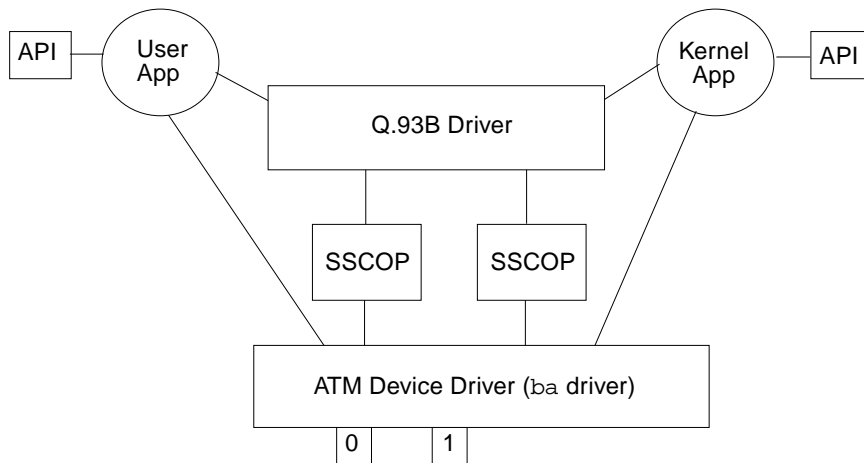 API
User
App
Kernel
App
API
Q.93B Driver
SSCOP
SSCOP
ATM Device Driver (ba driver)
0
1